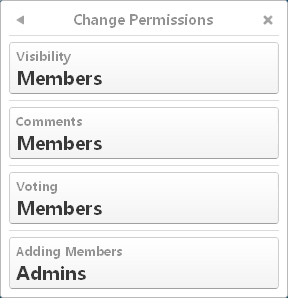 Change Permissions
Visibility
Members
Comments
Members
Voting
Members
Adding Members
Admins